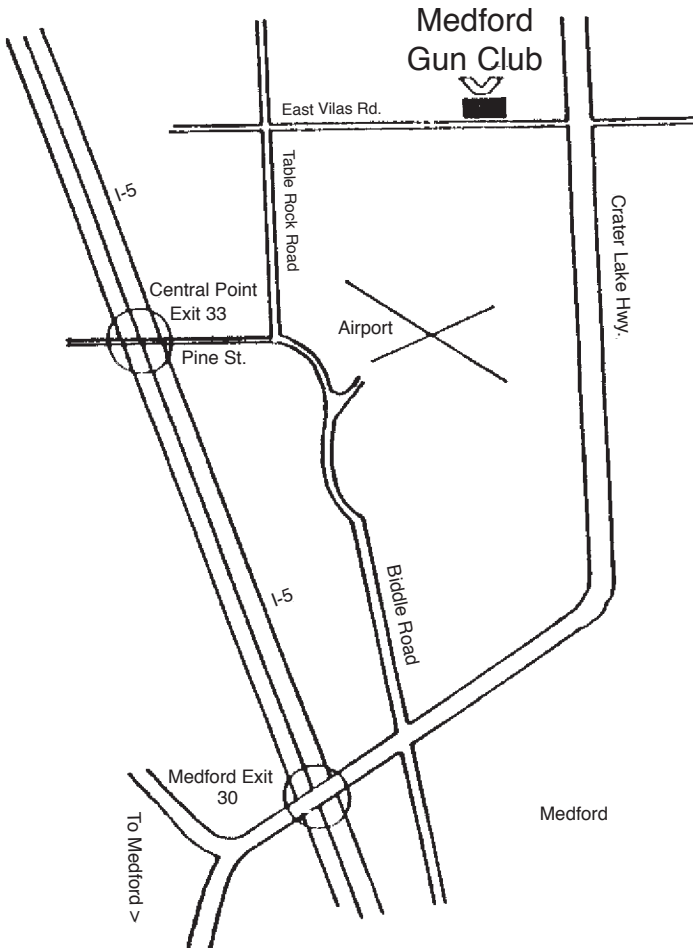 Medford
Gun Club
East Vilas Rd.
I-5
Table Rock Road
Crater Lake Hwy.
Central Point
Exit 33
Airport
Pine St.
I-5
Biddle Road
Medford Exit
30
Medford
To Medford >